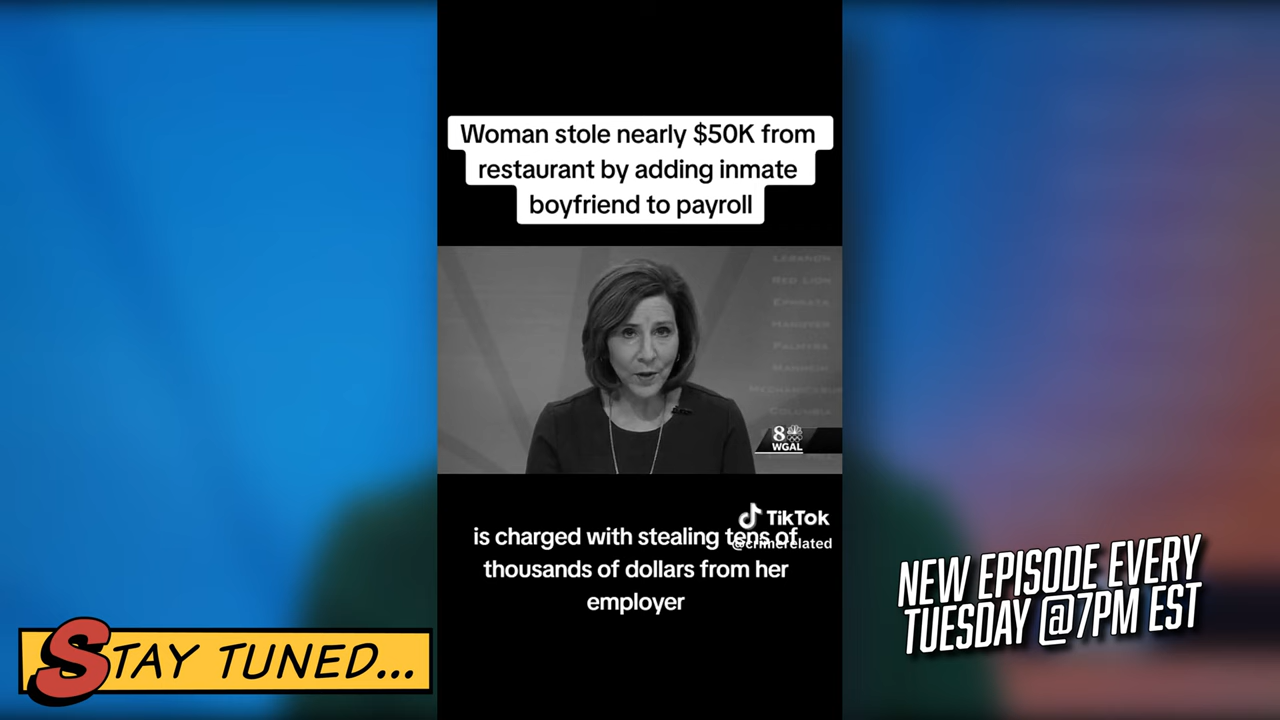 Woman stole nearly $50K from
restaurant by adding inmate
boyfriend to payroll
LEBANON
RED LION
EPHRATA
HANOVER
PALMYRA
MANHEIM
COLUMBIA
8
WGAL
TikTok
@crimerelated
is charged with stealing tens of
thousands of dollars from her
employer
STAY TUNED...
NEW EPISODE EVERY
TUESDAY @7PM EST